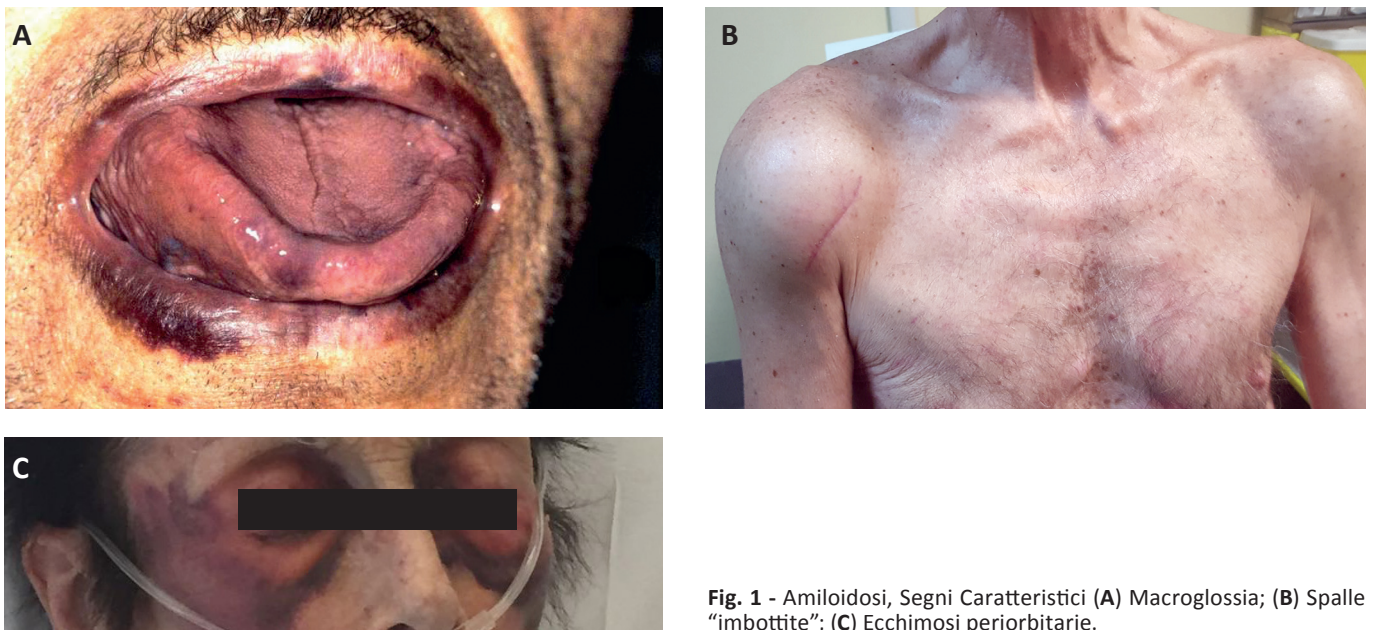 A
B
C
Fig. 1 - Amiloidosi, Segni Caratteristici (A) Macroglossia; (B) Spalle
“imbottite”; (C) Ecchimosi periorbitarie.